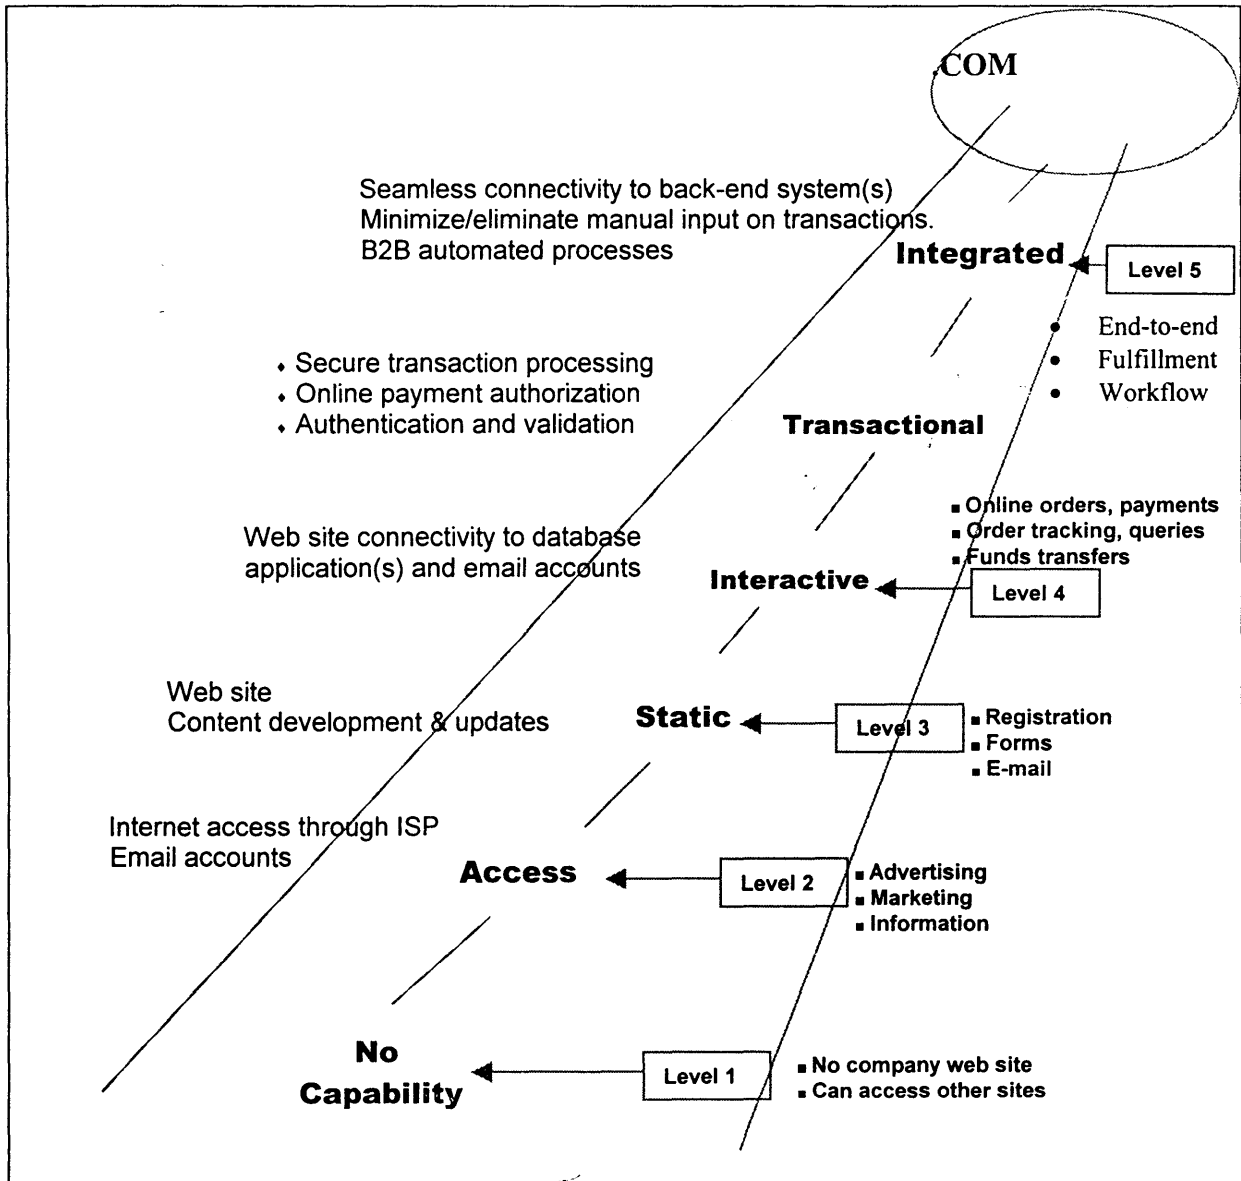 .COM
Seamless connectivity to back-end system(s)
Minimize/eliminate manual input on transactions.
B2B automated processes
Integrated
Level 5
• End-to-end
• Fulfillment
• Workflow
♦ Secure transaction processing
♦ Online payment authorization
♦ Authentication and validation
Transactional
■ Online orders, payments
■ Order tracking, queries
■ Funds transfers
Web site connectivity to database
application(s) and email accounts
Interactive
Level 4
Web site
Content development & updates
Static
Level 3
■ Registration
■ Forms
■ E-mail
Internet access through ISP
Email accounts
Access
Level 2
■ Advertising
■ Marketing
■ Information
No
Capability
Level 1
■ No company web site
■ Can access other sites